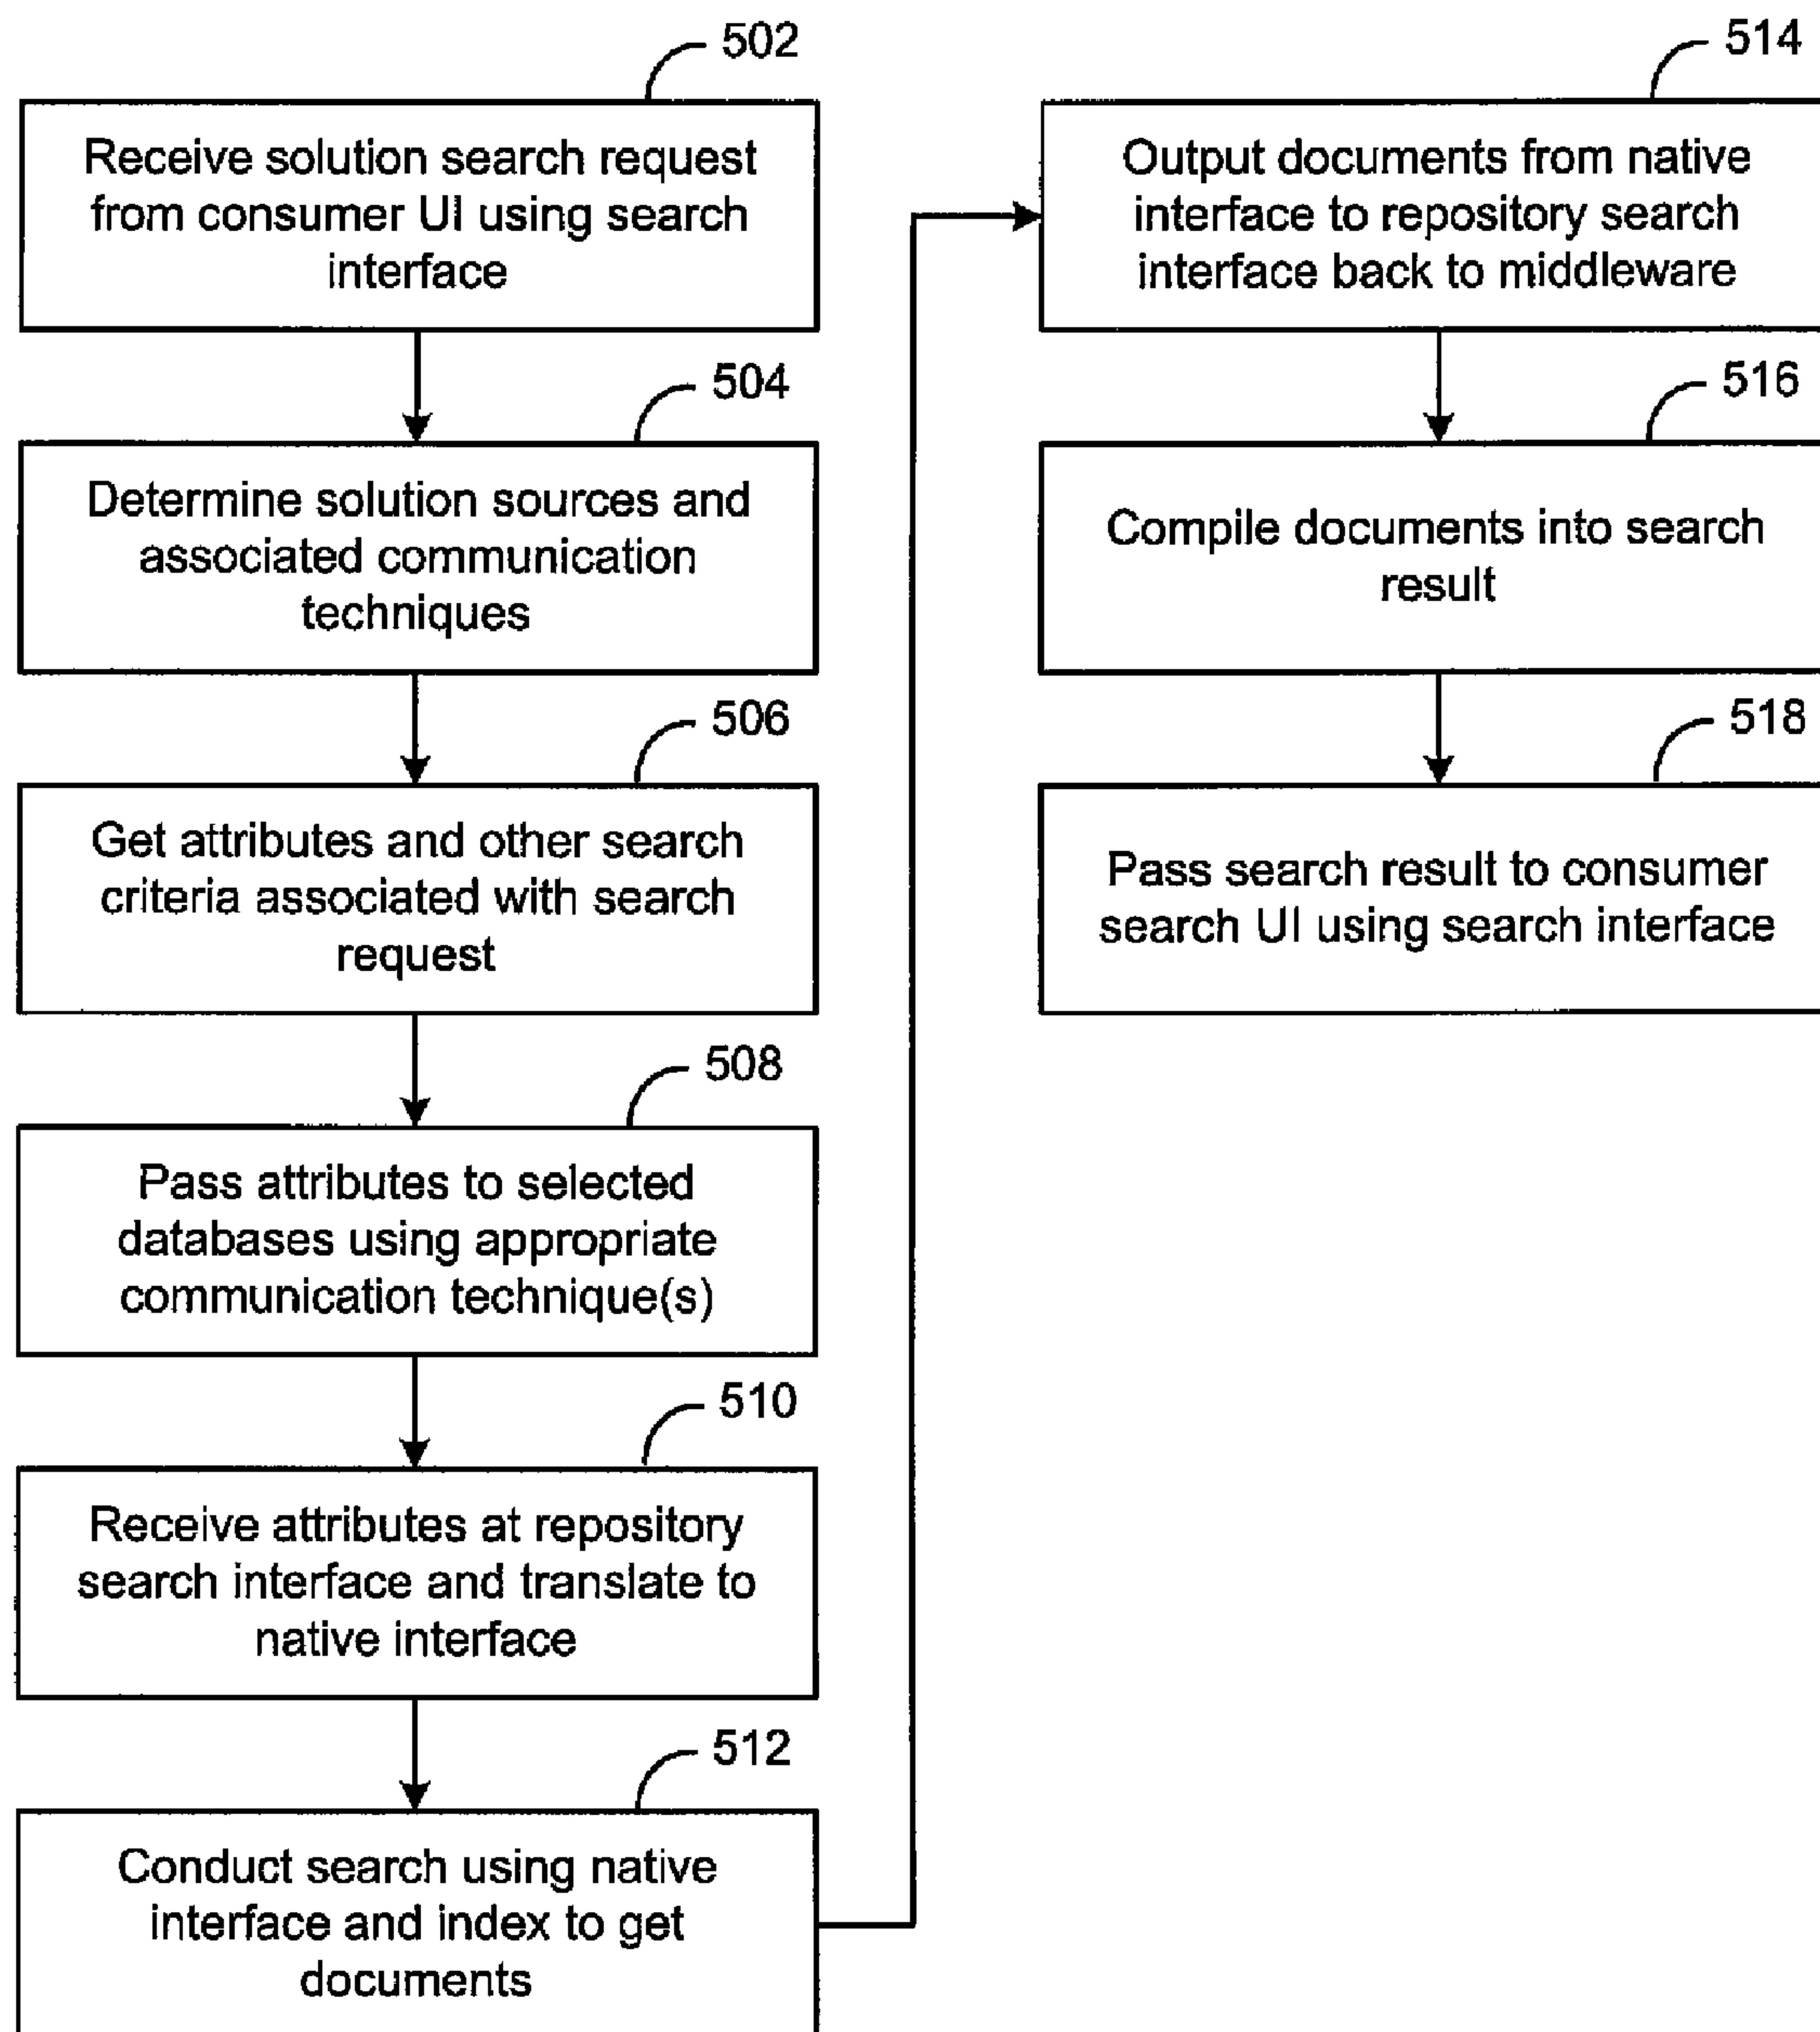 502
Receive solution search request
from consumer UI using search
interface
504
Determine solution sources and
associated communication
techniques
506
Get attributes and other search
criteria associated with search
request
508
Pass attributes to selected
databases using appropriate
communication technique(s)
510
Receive attributes at repository
search interface and translate to
native interface
512
Conduct search using native
interface and index to get
documents
514
Output documents from native
interface to repository search
interface back to middleware
516
Compile documents into search
result
518
Pass search result to consumer
search UI using search interface